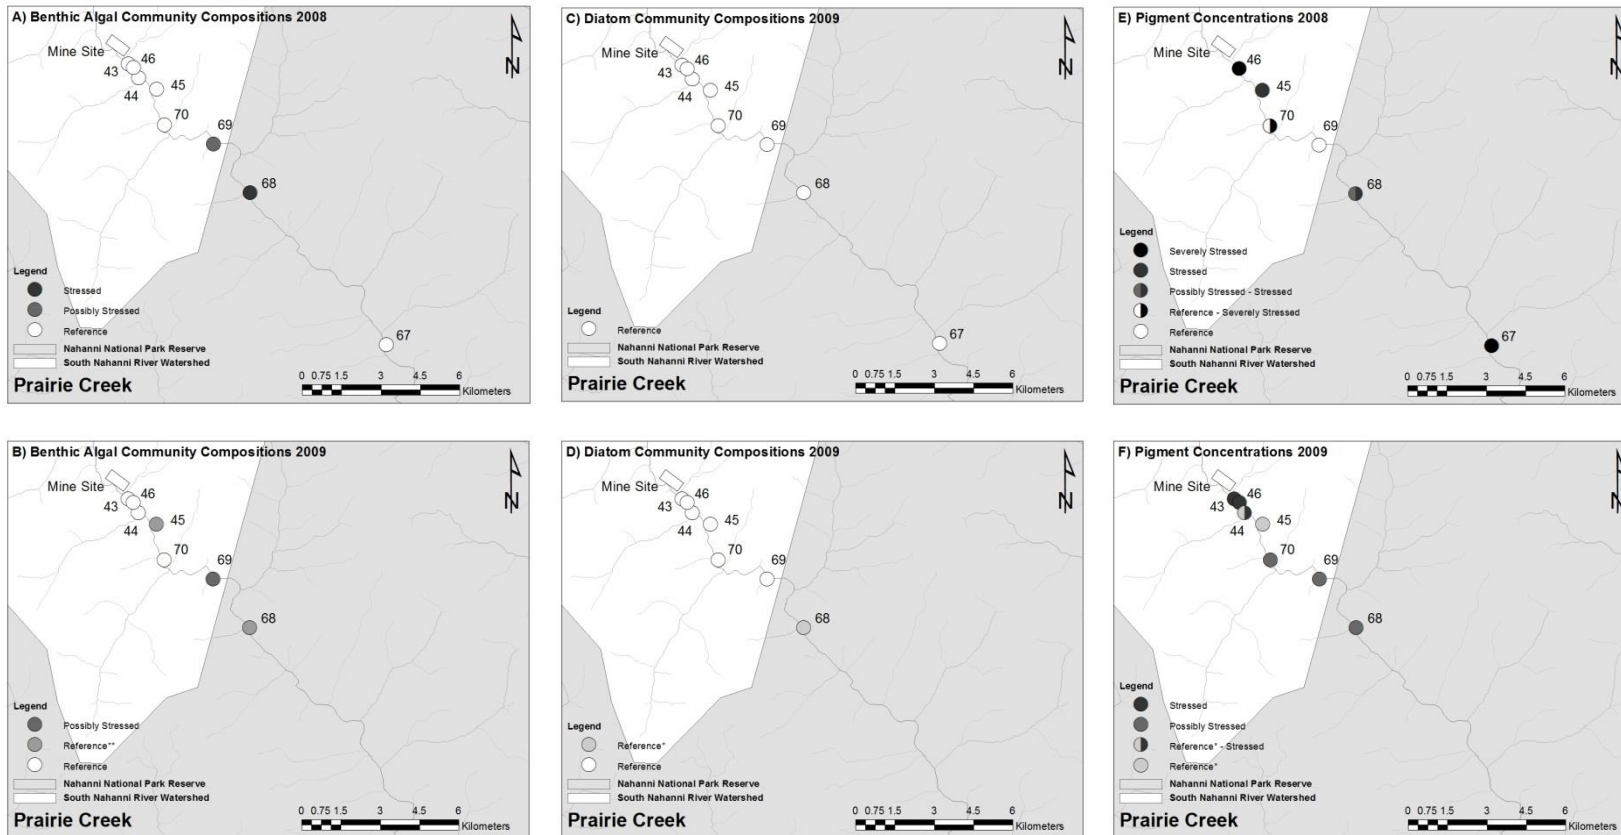 A) Benthic Algal Community Compositions 2008
N
Mine Site
46
43
44
45
70
69
68
67
Legend
Stressed
Possibly Stressed
Reference
Nahanni National Park Reserve
South Nahanni River Watershed
Prairie Creek
0 0.75 1.5 3 4.5 6
Kilometers
C) Diatom Community Compositions 2009
N
Mine Site
46
43
44
45
70
69
68
67
Legend
Reference
Nahanni National Park Reserve
South Nahanni River Watershed
Prairie Creek
0 0.75 1.5 3 4.5 6
Kilometers
E) Pigment Concentrations 2008
N
Mine Site
46
45
70
69
68
67
Legend
Severely Stressed
Stressed
Possibly Stressed - Stressed
Reference - Severely Stressed
Reference
Nahanni National Park Reserve
South Nahanni River Watershed
Prairie Creek
0 0.75 1.5 3 4.5 6
Kilometers
B) Benthic Algal Community Compositions 2009
N
Mine Site
46
43
44
45
70
69
68
Legend
Possibly Stressed
Reference**
Reference
Nahanni National Park Reserve
South Nahanni River Watershed
Prairie Creek
0 0.75 1.5 3 4.5 6
Kilometers
D) Diatom Community Compositions 2009
N
Mine Site
46
43
44
45
70
69
68
Legend
Reference*
Reference
Nahanni National Park Reserve
South Nahanni River Watershed
Prairie Creek
0 0.75 1.5 3 4.5 6
Kilometers
F) Pigment Concentrations 2009
N
Mine Site
46
43
44
45
70
69
68
Legend
Stressed
Possibly Stressed
Reference* - Stressed
Reference*
Nahanni National Park Reserve
South Nahanni River Watershed
Prairie Creek
0 0.75 1.5 3 4.5 6
Kilometers